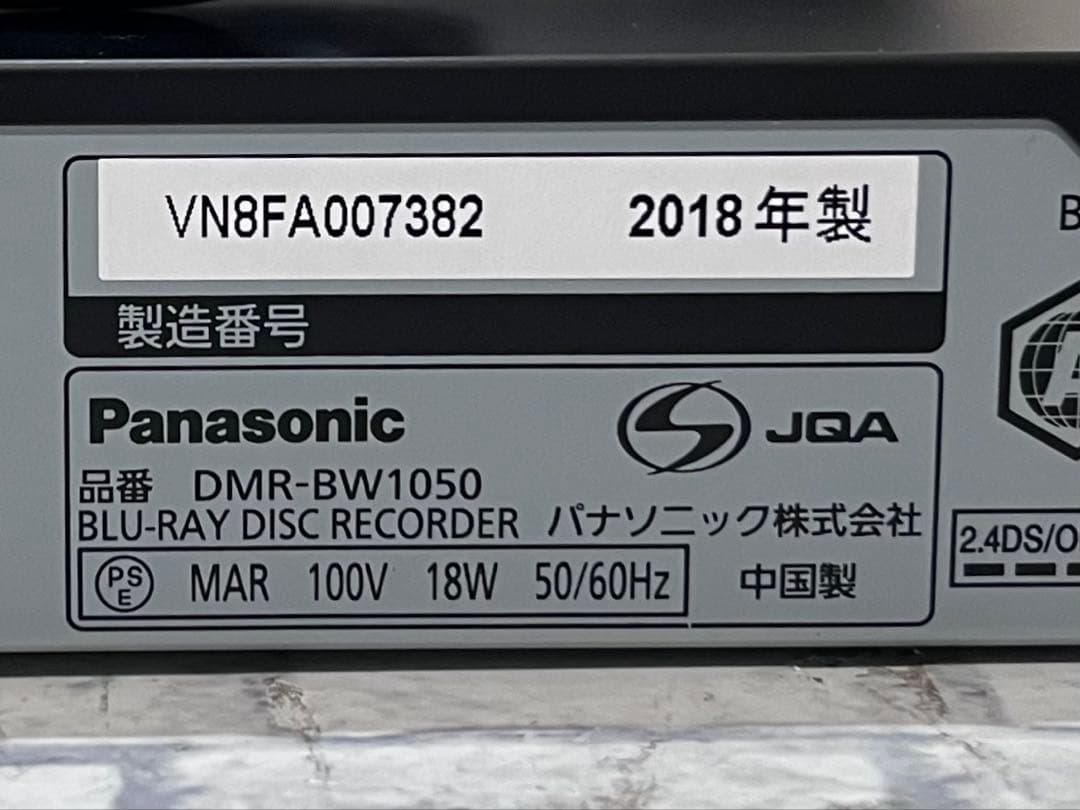 VN8FA007382 2018年製
製造番号
Panasonic JQA
品番 DMR-BW1050
BLU-RAY DISC RECORDER パナソニック株式会社
PSE MAR 100V 18W 50/60Hz 中国製
2.4DS/O